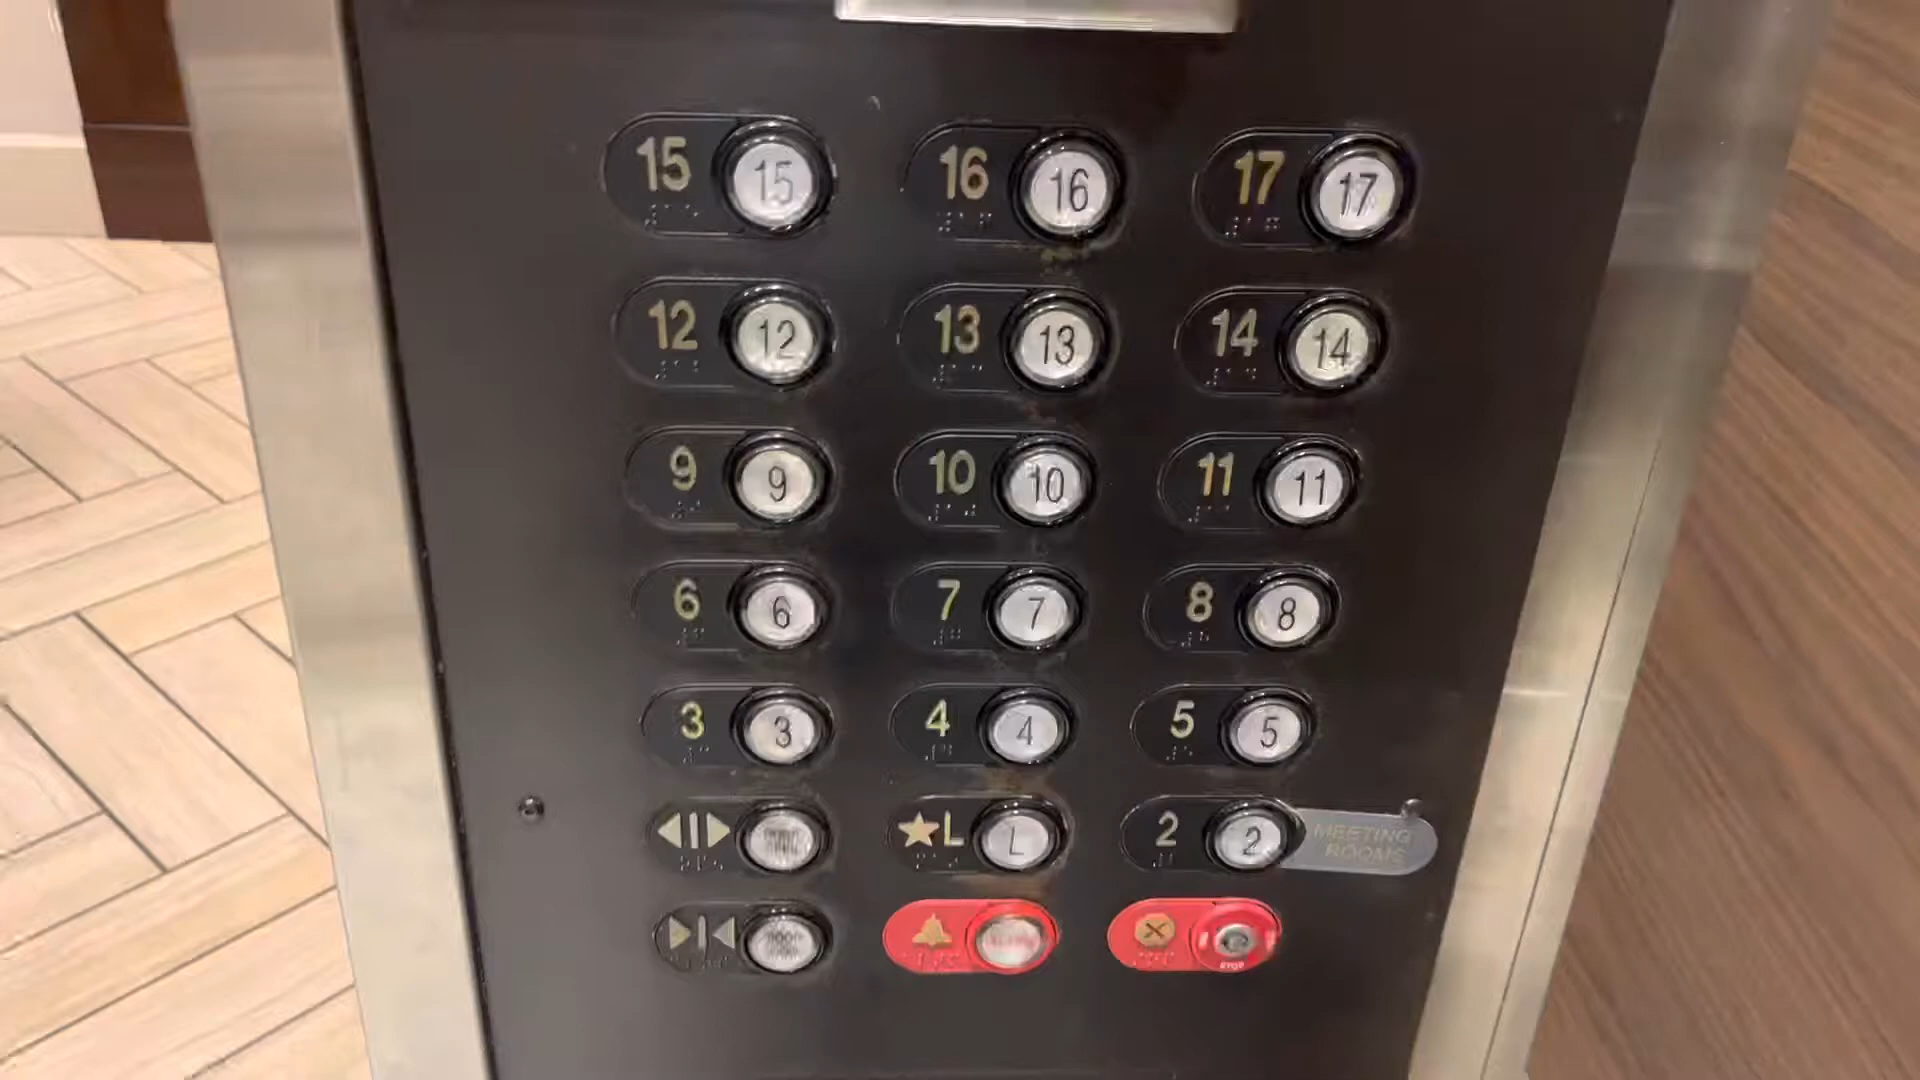 15 15 16 16 17 17
12 12 13 13 14 14
9 9 10 10 11 11
6 6 7 7 8 8
3 3 4 4 5 5
★L L 2 2 MEETING
ROOMS
STOP